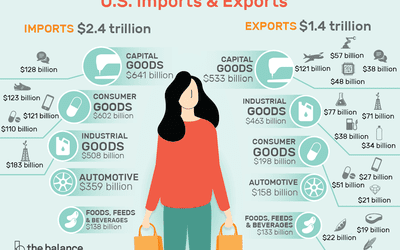 U.S. Imports & Exports
IMPORTS $2.4 trillion
EXPORTS $1.4 trillion
CAPITAL
GOODS
$641 billion
$128 billion
$123 billion
$121 billion
CONSUMER
GOODS
$602 billion
$110 billion
INDUSTRIAL
GOODS
$508 billion
$183 billion
AUTOMOTIVE
$359 billion
FOODS, FEEDS
& BEVERAGES
$138 billion
CAPITAL
GOODS
$533 billion
$57 billion
$121 billion
$38 billion
$48 billion
INDUSTRIAL
GOODS
$463 billion
$77 billion
$71 billion
$38 billion
$34 billion
CONSUMER
GOODS
$198 billion
$27 billion
$51 billion
$21 billion
AUTOMOTIVE
$158 billion
FOODS, FEEDS
& BEVERAGES
$133 billion
$19 billion
$22 billion
the balance